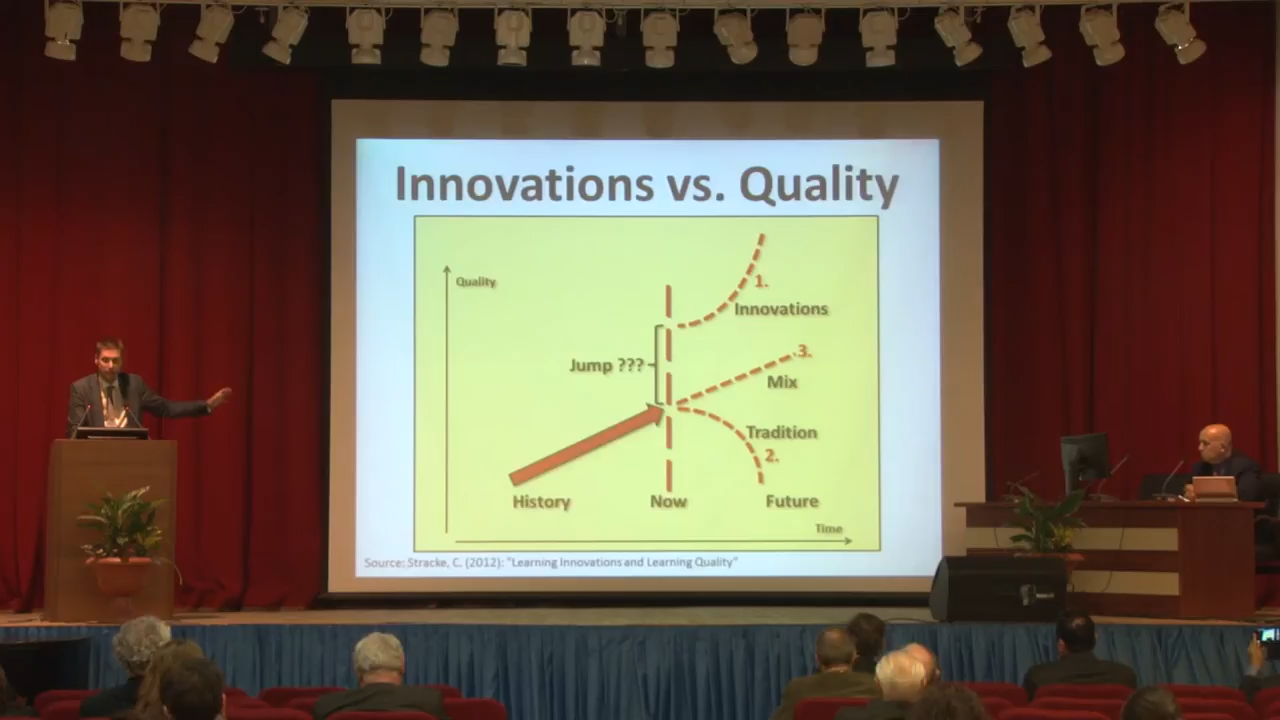 Innovations vs. Quality
Quality
1.
Innovations
Jump ???
3.
Mix
Tradition
2.
History
Now
Future
Time
Source: Stracke, C. (2012): "Learning Innovations and Learning Quality"